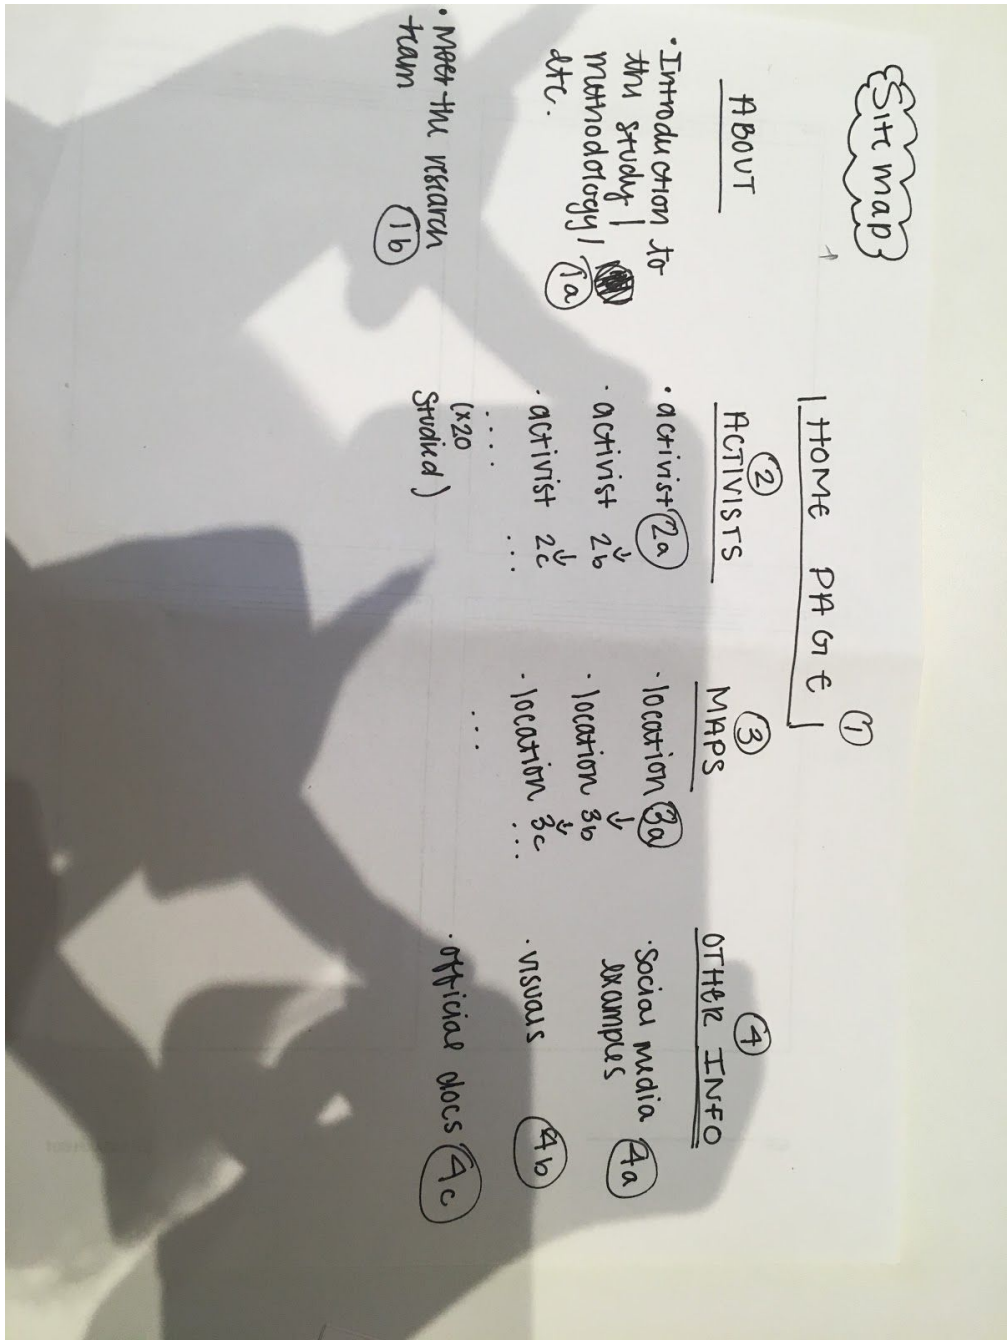 Site map
HOME PAGE 1
ABOUT
• Introduction to
the study /
methodology /
etc. 1a
• Meet the research
team 1b
2
ACTIVISTS
• activist 2a
• activist 2b
• activist 2c
.... ...
(x20
studied)
3
MAPS
• location 3a
• location 3b
• location 3c
... ...
4
OTHER INFO
• social media
examples 4a
• visuals 4b
• official docs 4c